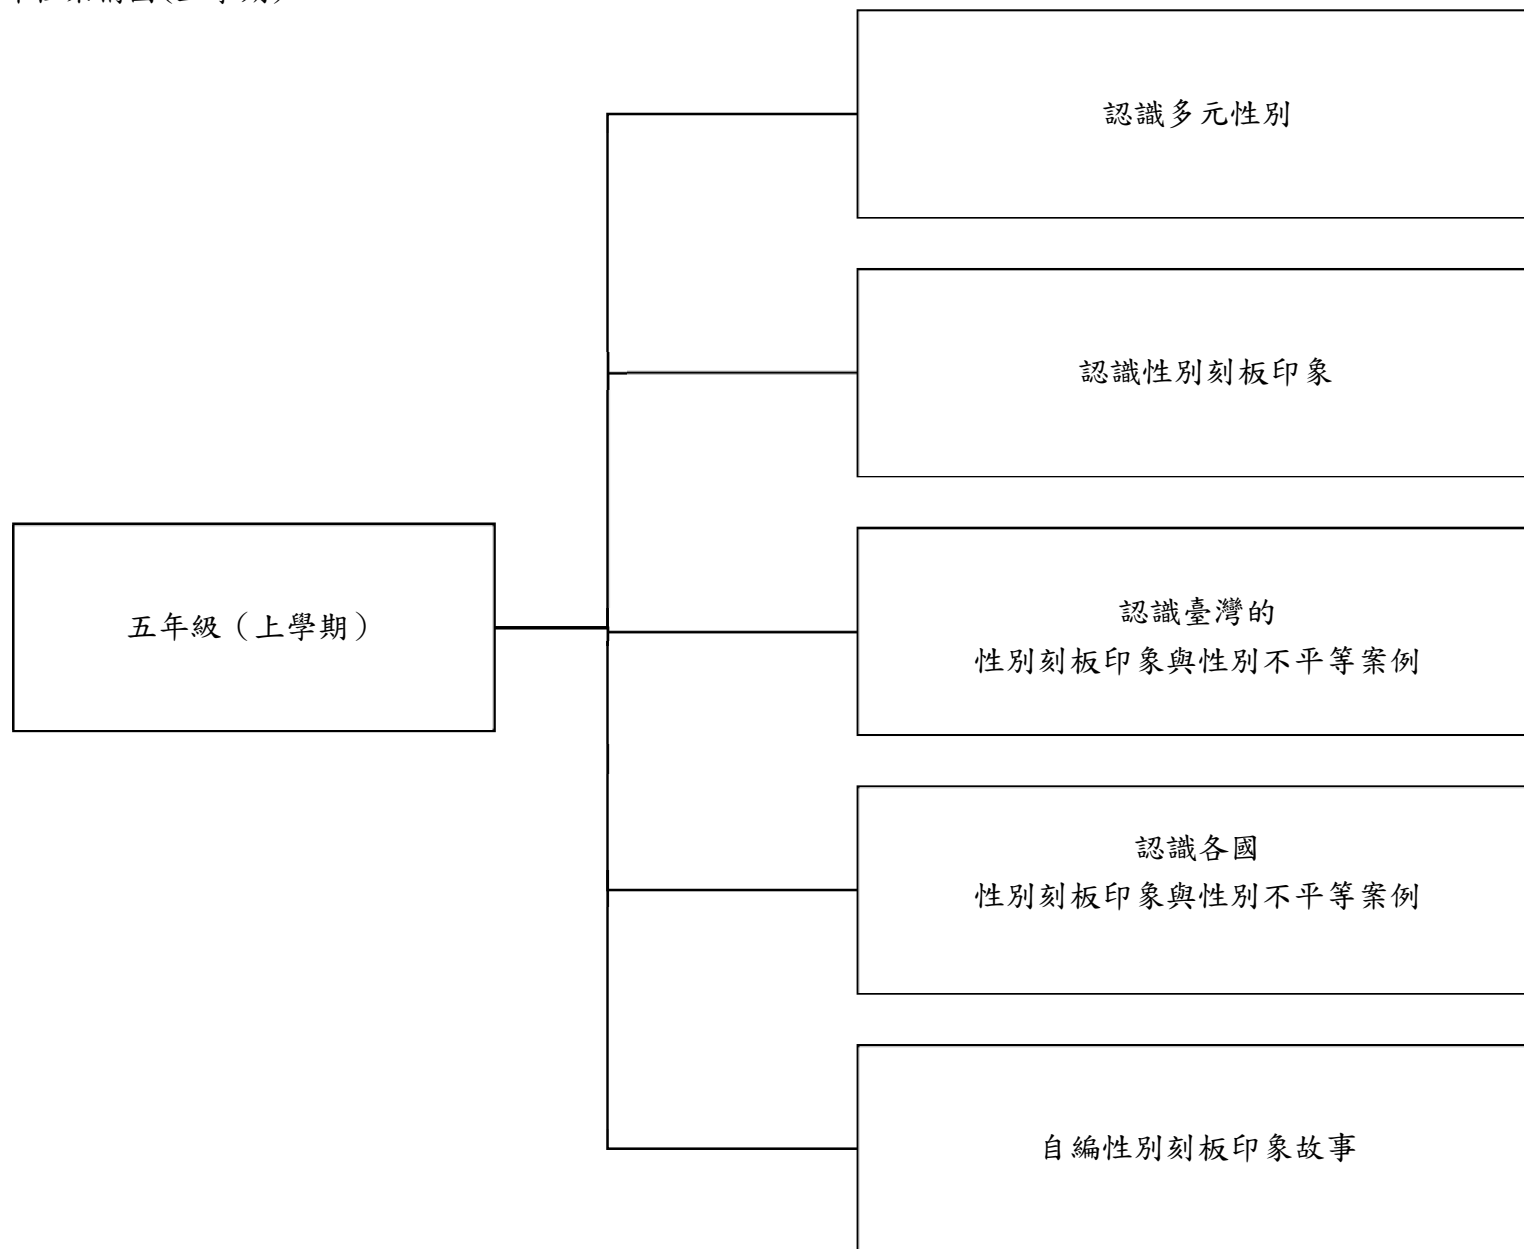 認識多元性別
認識性別刻板印象
五年級（上學期）
認識臺灣的
性別刻板印象與性別不平等案例
認識各國
性別刻板印象與性別不平等案例
自編性別刻板印象故事